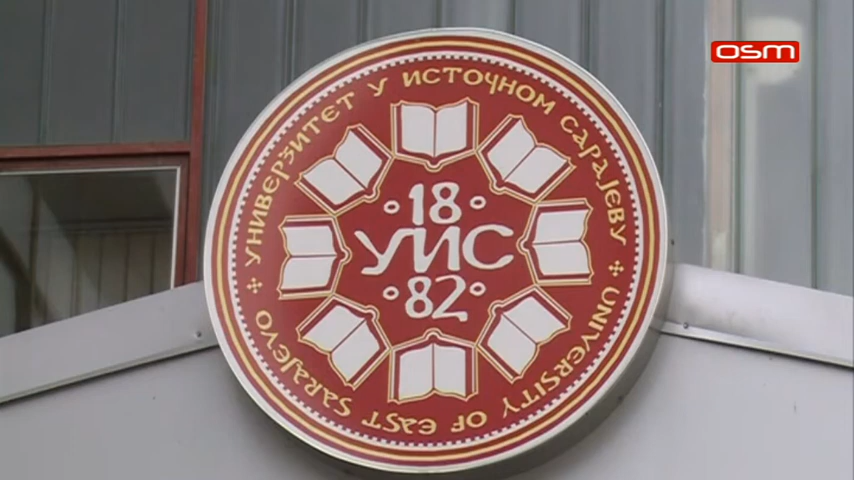 OSM
УНИВЕРЗИТЕТ У ИСТОЧНОМ САРАЈЕВУ
18
УИС
82
UNIVERSITY OF EAST SARAJEVO